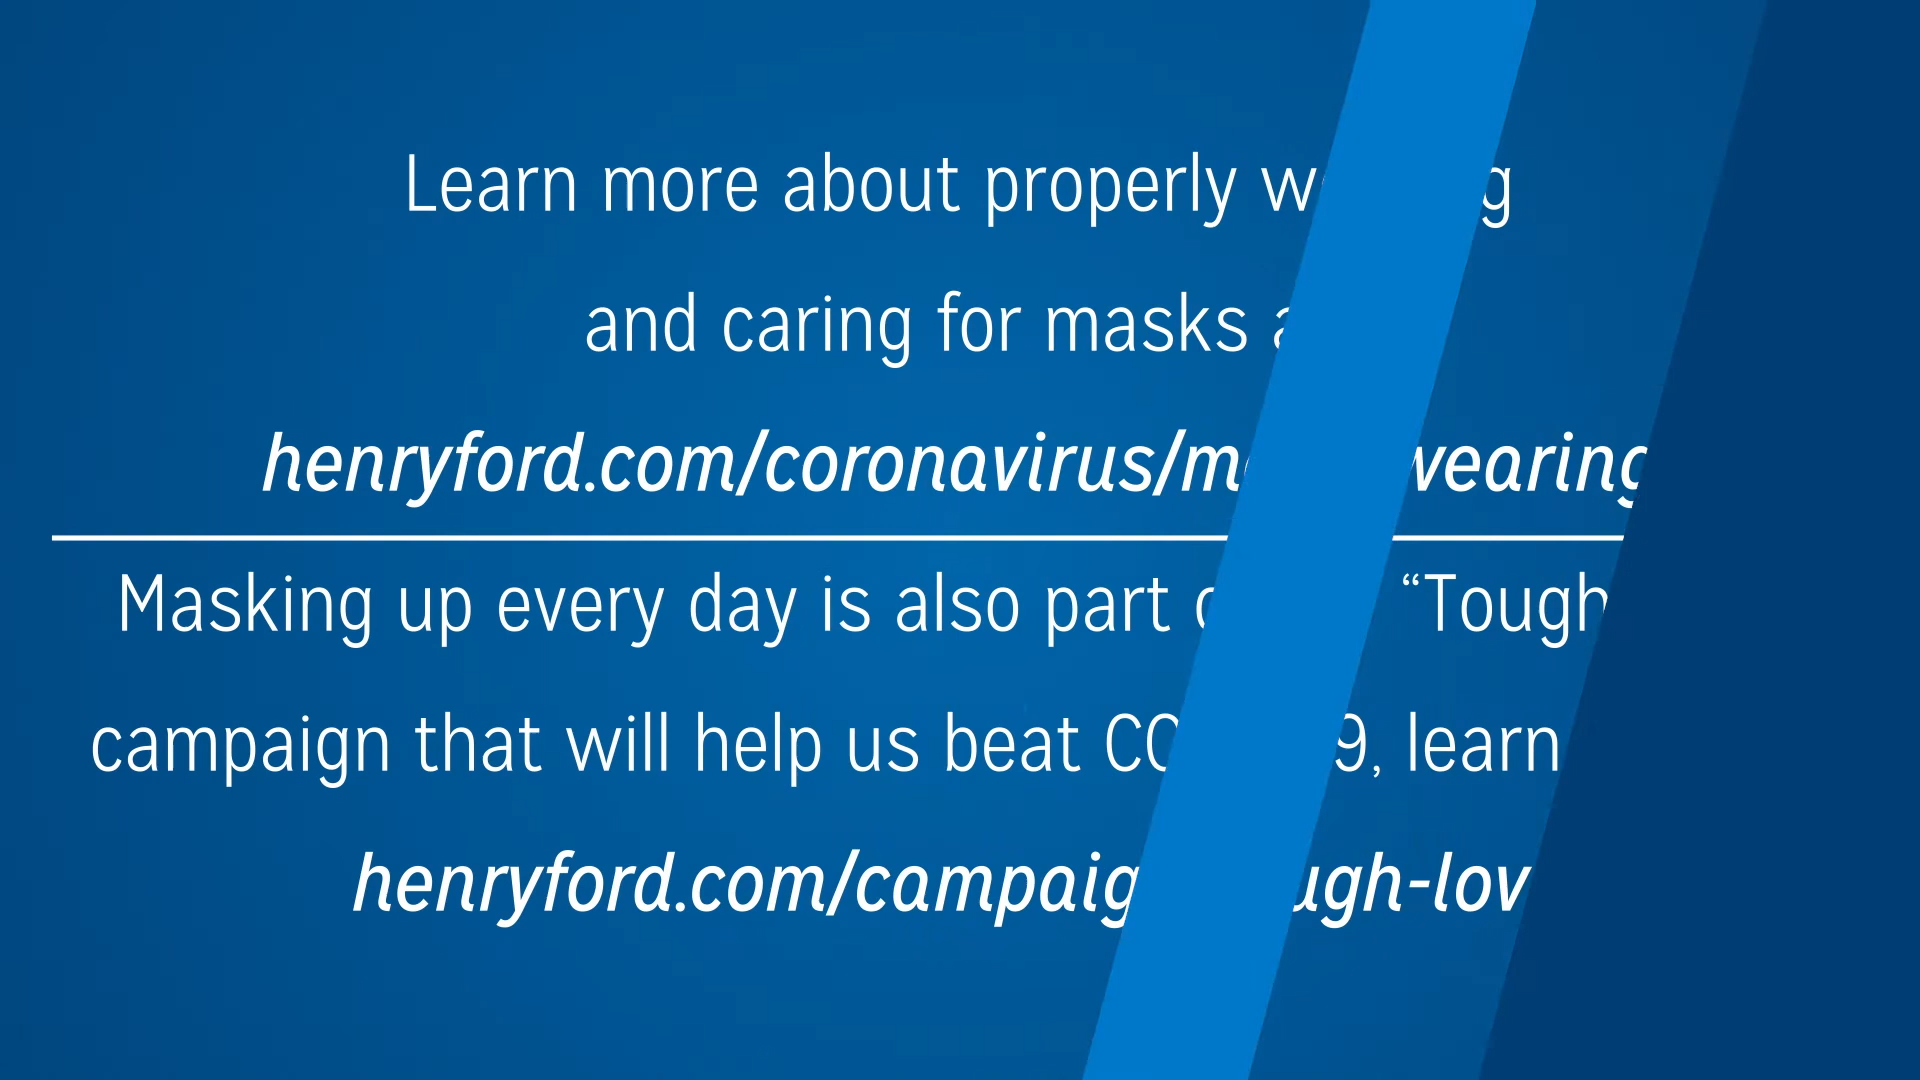 Learn more about properly
and caring for masks
henryford.com/coronavirus/m wearing
Masking up every day is also part “Tough
campaign that will help us beat 9, learn
henryford.com/campaig ugh-lov